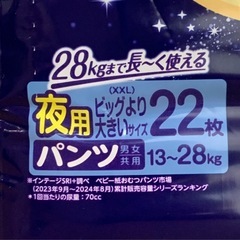 28kgまで長～く使える
(XXL)
夜用 ビッグより大きいサイズ 22枚
パンツ 男女共用 13～28kg
※インテージSRI+調べ ベビー紙おむつパンツ市場
(2023年9月～2024年8月)累計販売容量シリーズランキング
*1回当たりの尿量：70cc